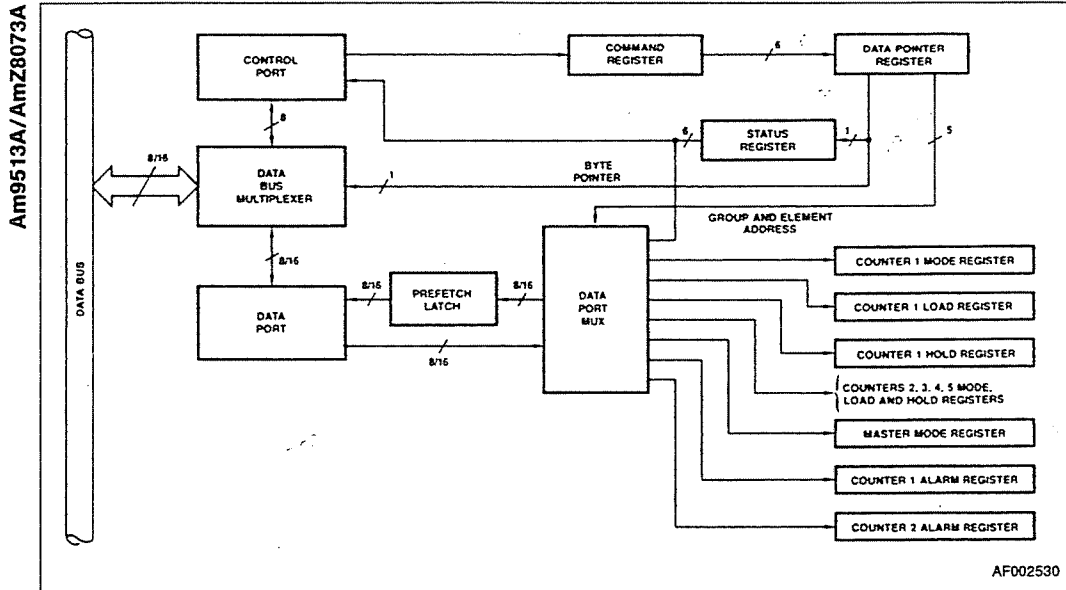 Am9513A/AmZ8073A
CONTROL
PORT
COMMAND
REGISTER
6
DATA POINTER
REGISTER
8
6
STATUS
REGISTER
1
5
8/16
DATA
BUS
MULTIPLEXER
BYTE
POINTER
1
GROUP AND ELEMENT
ADDRESS
8/16
DATA BUS
DATA
PORT
8/16
PREFETCH
LATCH
8/16
8/16
DATA
PORT
MUX
COUNTER 1 MODE REGISTER
COUNTER 1 LOAD REGISTER
COUNTER 1 HOLD REGISTER
COUNTERS 2, 3, 4, 5 MODE,
LOAD AND HOLD REGISTERS
MASTER MODE REGISTER
COUNTER 1 ALARM REGISTER
COUNTER 2 ALARM REGISTER
AF002530